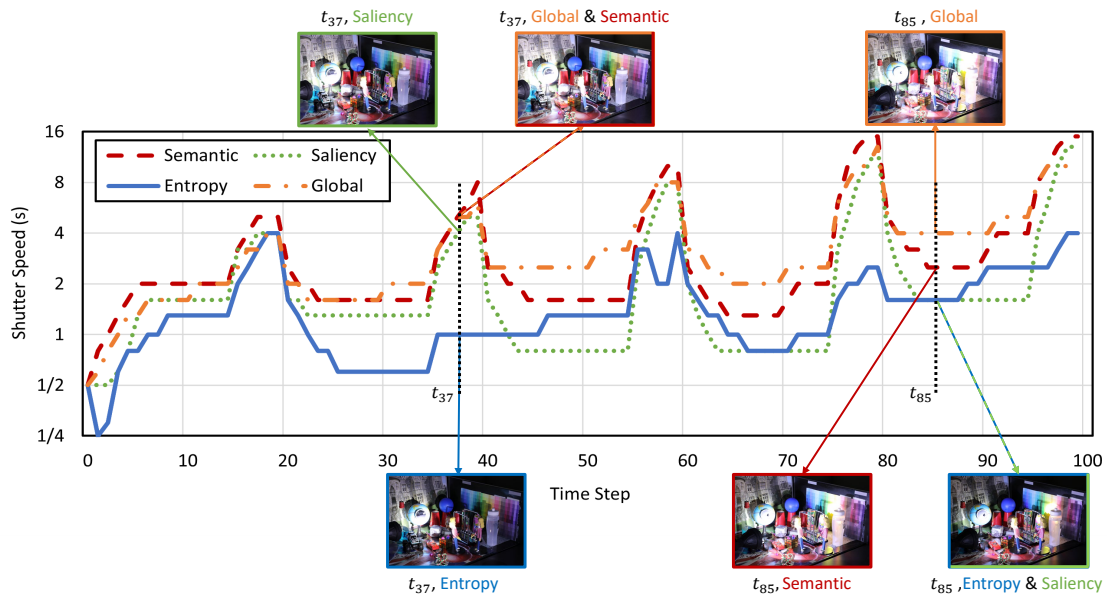 t₃₇, Saliency
t₃₇, Global & Semantic
t₈₅ , Global
16
8
4
2
1
1/2
1/4
Shutter Speed (s)
Semantic
Saliency
Entropy
Global
t₃₇
t₈₅
0 10 20 30 40 50 60 70 80 90 100
Time Step
t₃₇, Entropy
t₈₅, Semantic
t₈₅ ,Entropy & Saliency